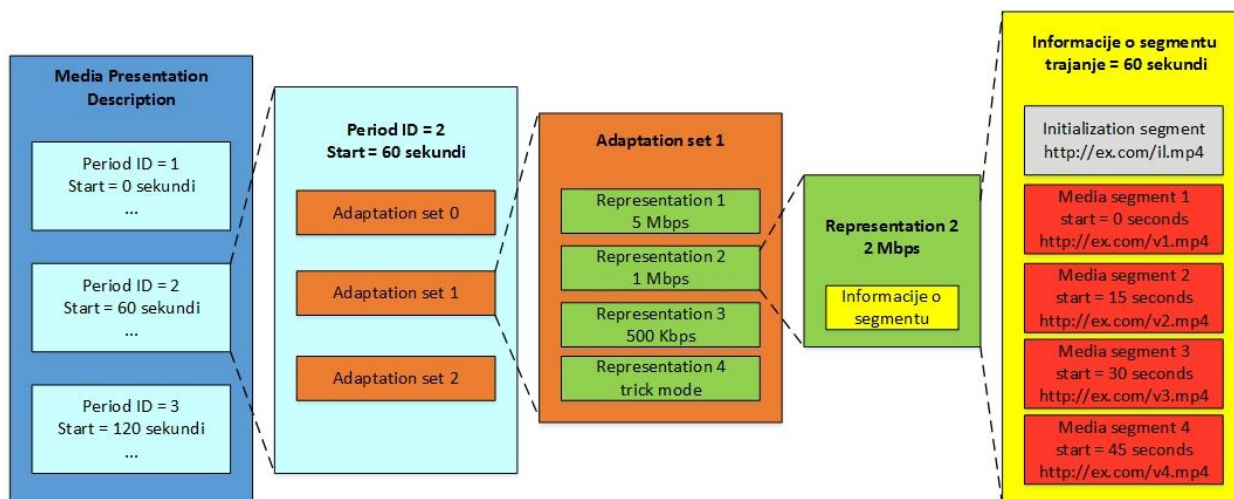 Media Presentation
Description
Period ID = 1
Start = 0 sekundi
...
Period ID = 2
Start = 60 sekundi
...
Period ID = 3
Start = 120 sekundi
...
Period ID = 2
Start = 60 sekundi
Adaptation set 0
Adaptation set 1
Adaptation set 2
Adaptation set 1
Representation 1
5 Mbps
Representation 2
1 Mbps
Representation 3
500 Kbps
Representation 4
trick mode
Representation 2
2 Mbps
Informacije o
segmentu
Informacije o segmentu
trajanje = 60 sekundi
Initialization segment
http://ex.com/il.mp4
Media segment 1
start = 0 seconds
http://ex.com/v1.mp4
Media segment 2
start = 15 seconds
http://ex.com/v2.mp4
Media segment 3
start = 30 seconds
http://ex.com/v3.mp4
Media segment 4
start = 45 seconds
http://ex.com/v4.mp4